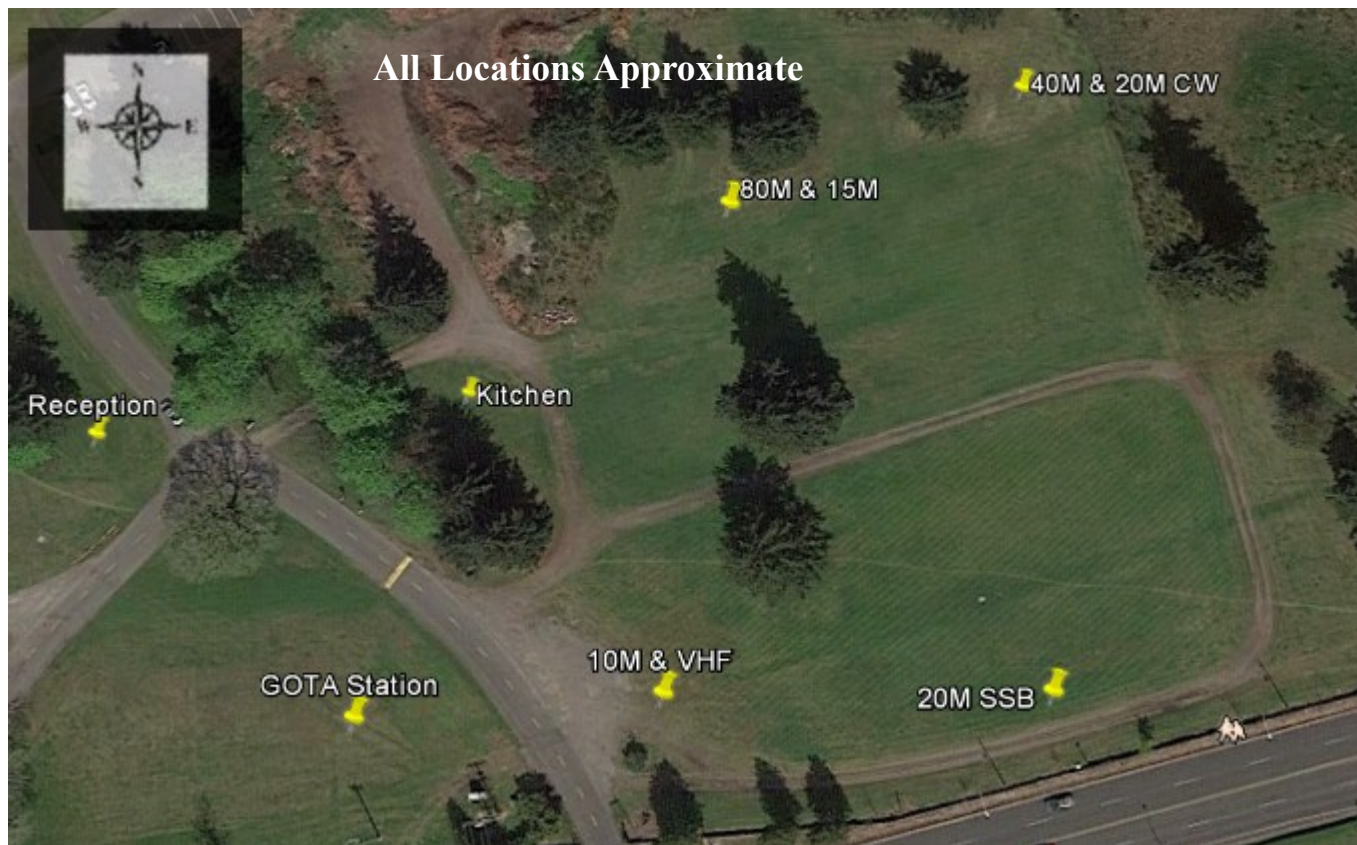 All Locations Approximate
N
W
E
40M & 20M CW
80M & 15M
Kitchen
Reception
10M & VHF
GOTA Station
20M SSB